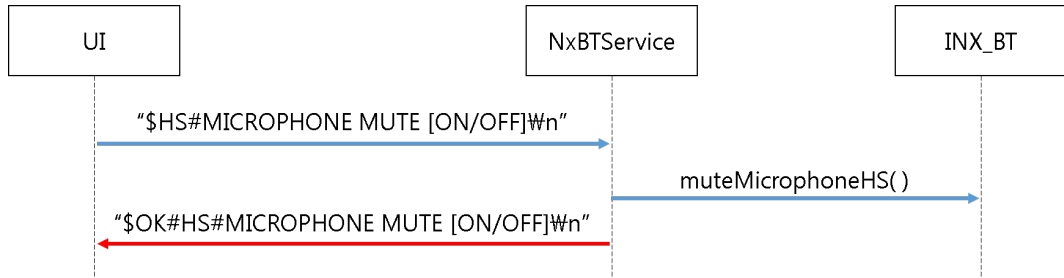 UI
NxBTService
INX_BT
“$HS#MICROPHONE MUTE [ON/OFF]₩n”
muteMicrophoneHS( )
“$OK#HS#MICROPHONE MUTE [ON/OFF]₩n”